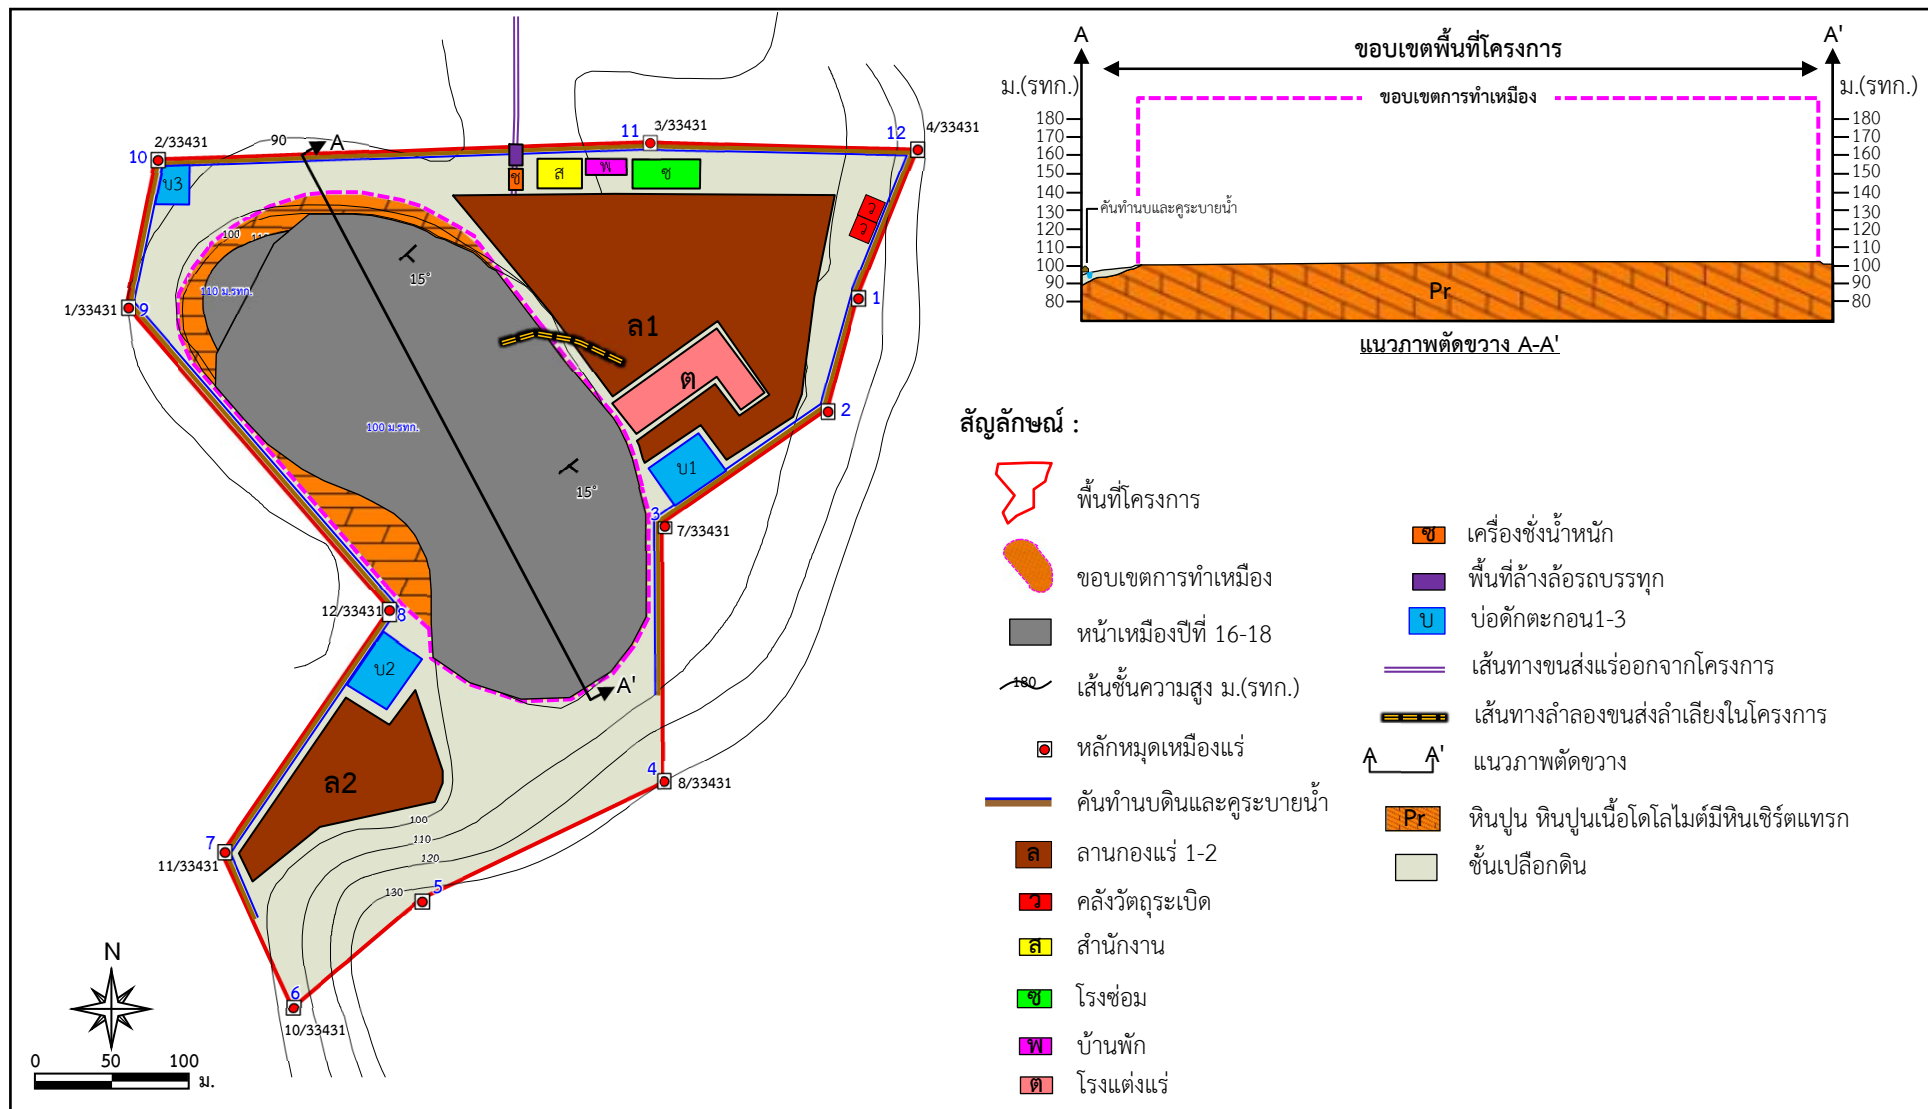 A
A'
ขอบเขตพื้นที่โครงการ
ม.(รทก.)
ม.(รทก.)
ขอบเขตการทำเหมือง
180
170
160
150
140
130
120
110
100
90
80
180
170
160
150
140
130
120
110
100
90
80
คันทำนบและคูระบายน้ำ
Pr
แนวภาพตัดขวาง A-A'
2/33431
10
90
A
11
3/33431
12
4/33431
บ3
ช
ส
พ
ซ
ว
ว
100
15°
110 ม.รทก.
1/33431
9
1
ล1
ต
2
100 ม.รทก.
บ1
15°
3
7/33431
12/33431
8
บ2
A'
4
8/33431
ล2
100
110
120
130
7
11/33431
5
6
10/33431
N
0 50 100
ม.
สัญลักษณ์ :
พื้นที่โครงการ
ขอบเขตการทำเหมือง
หน้าเหมืองปีที่ 16-18
180 เส้นชั้นความสูง ม.(รทก.)
หลักหมุดเหมืองแร่
คันทำนบดินและคูระบายน้ำ
ล ลานกองแร่ 1-2
ว คลังวัตถุระเบิด
ส สำนักงาน
ซ โรงซ่อม
พ บ้านพัก
ต โรงแต่งแร่
ช เครื่องชั่งน้ำหนัก
พื้นที่ล้างล้อรถบรรทุก
บ บ่อดักตะกอน1-3
เส้นทางขนส่งแร่ออกจากโครงการ
เส้นทางลำลองขนส่งลำเลียงในโครงการ
A A' แนวภาพตัดขวาง
Pr หินปูน หินปูนเนื้อโดโลไมต์มีหินเชิร์ตแทรก
ชั้นเปลือกดิน